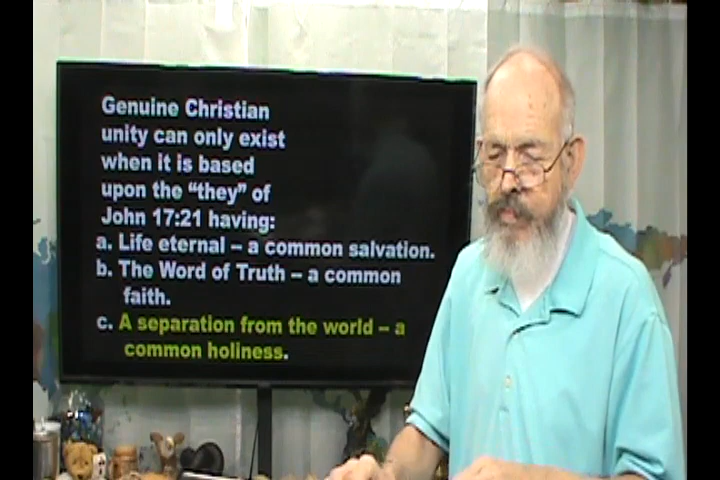 Genuine Christian
unity can only exist
when it is based
upon the “they” of
John 17:21 having:
a. Life eternal – a common salvation.
b. The Word of Truth – a common
faith.
c. A separation from the world – a
common holiness.